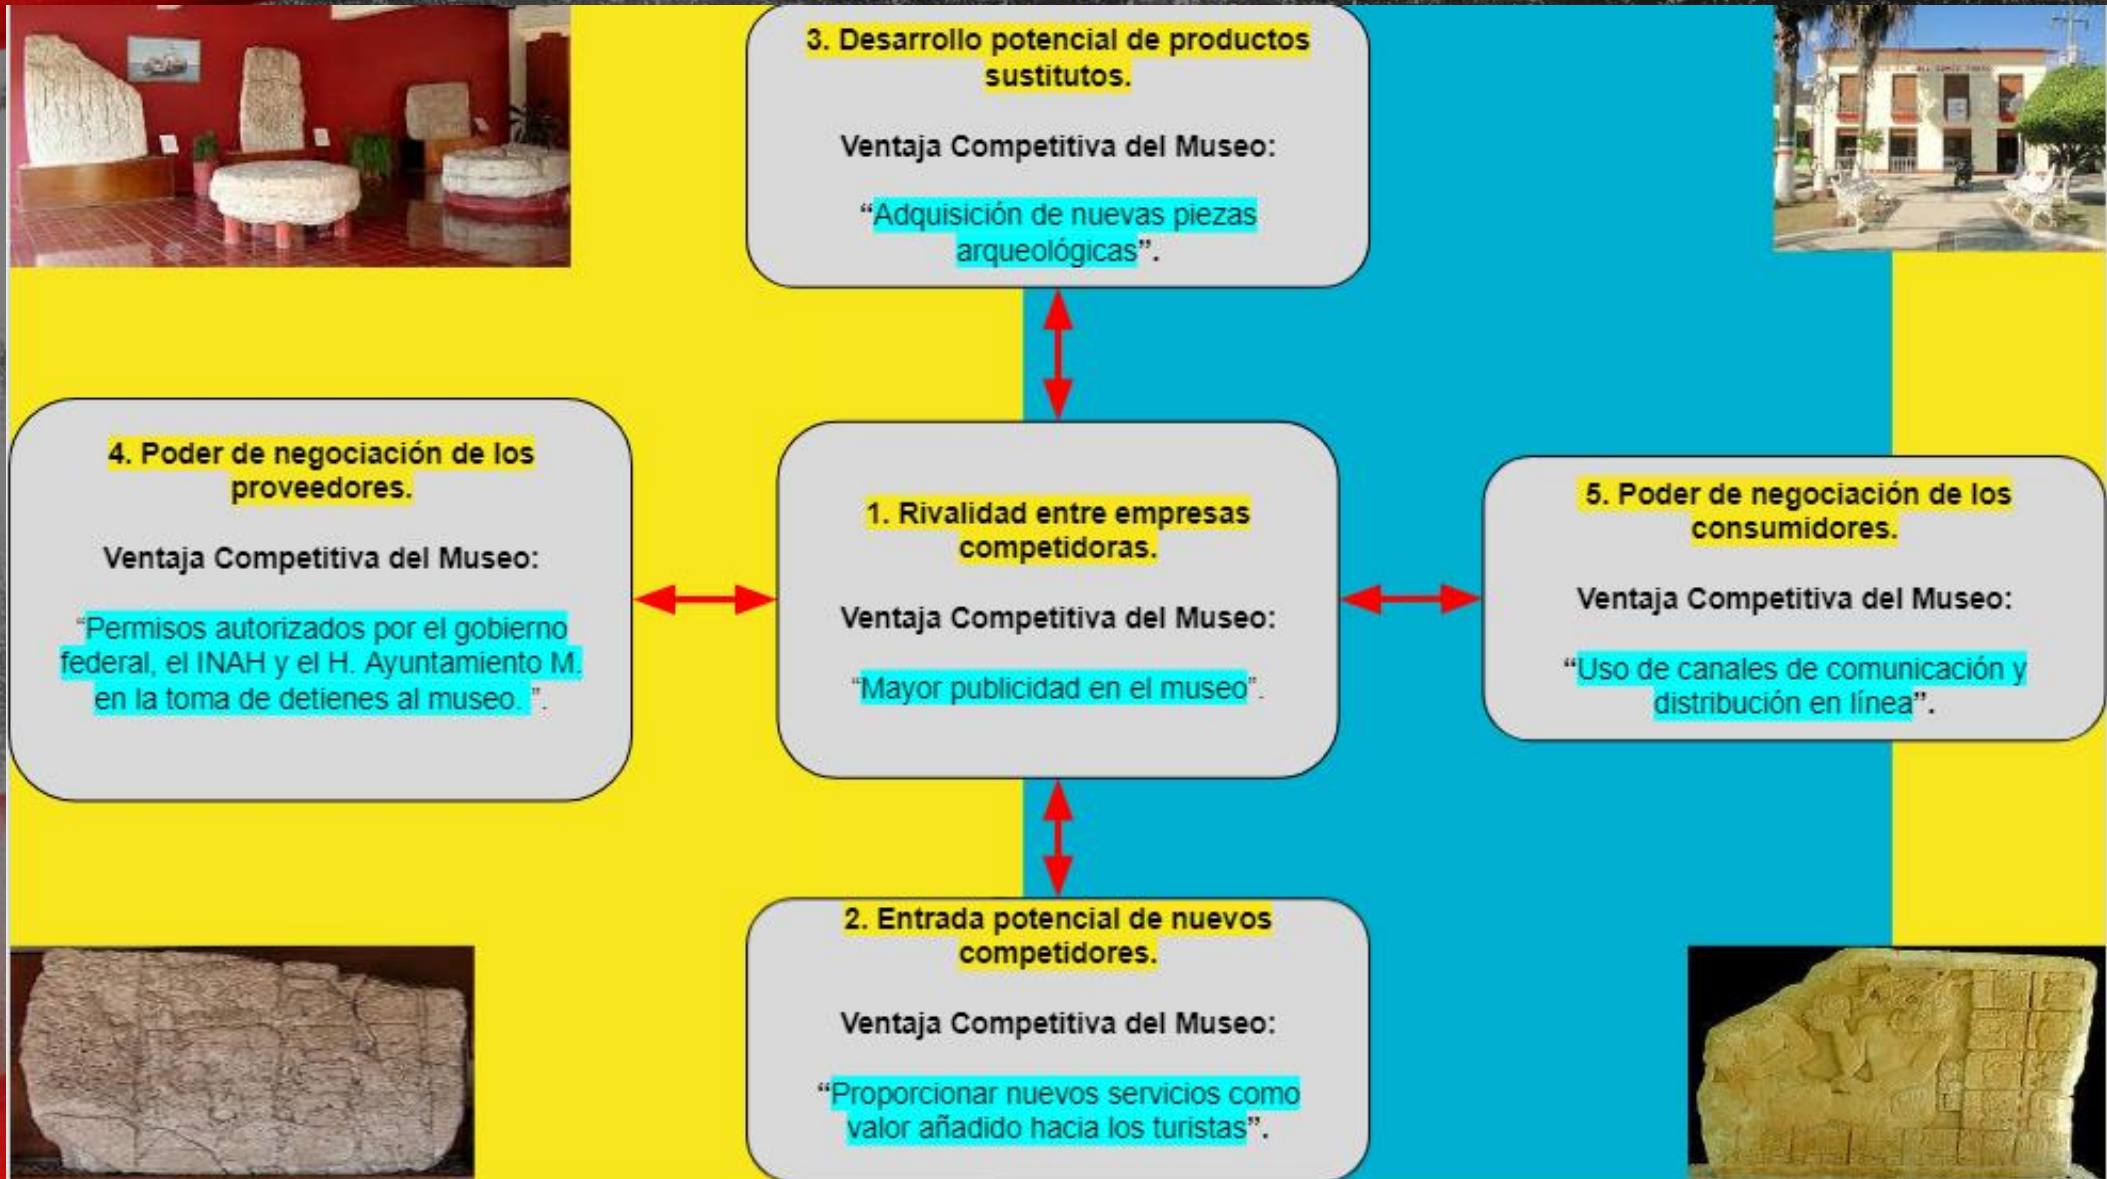 3. Desarrollo potencial de productos
sustitutos.
Ventaja Competitiva del Museo:
“Adquisición de nuevas piezas
arqueológicas”.
4. Poder de negociación de los
proveedores.
Ventaja Competitiva del Museo:
“Permisos autorizados por el gobierno
federal, el INAH y el H. Ayuntamiento M.
en la toma de detienes al museo. ”.
1. Rivalidad entre empresas
competidoras.
Ventaja Competitiva del Museo:
“Mayor publicidad en el museo”.
5. Poder de negociación de los
consumidores.
Ventaja Competitiva del Museo:
“Uso de canales de comunicación y
distribución en línea”.
2. Entrada potencial de nuevos
competidores.
Ventaja Competitiva del Museo:
“Proporcionar nuevos servicios como
valor añadido hacia los turistas”.